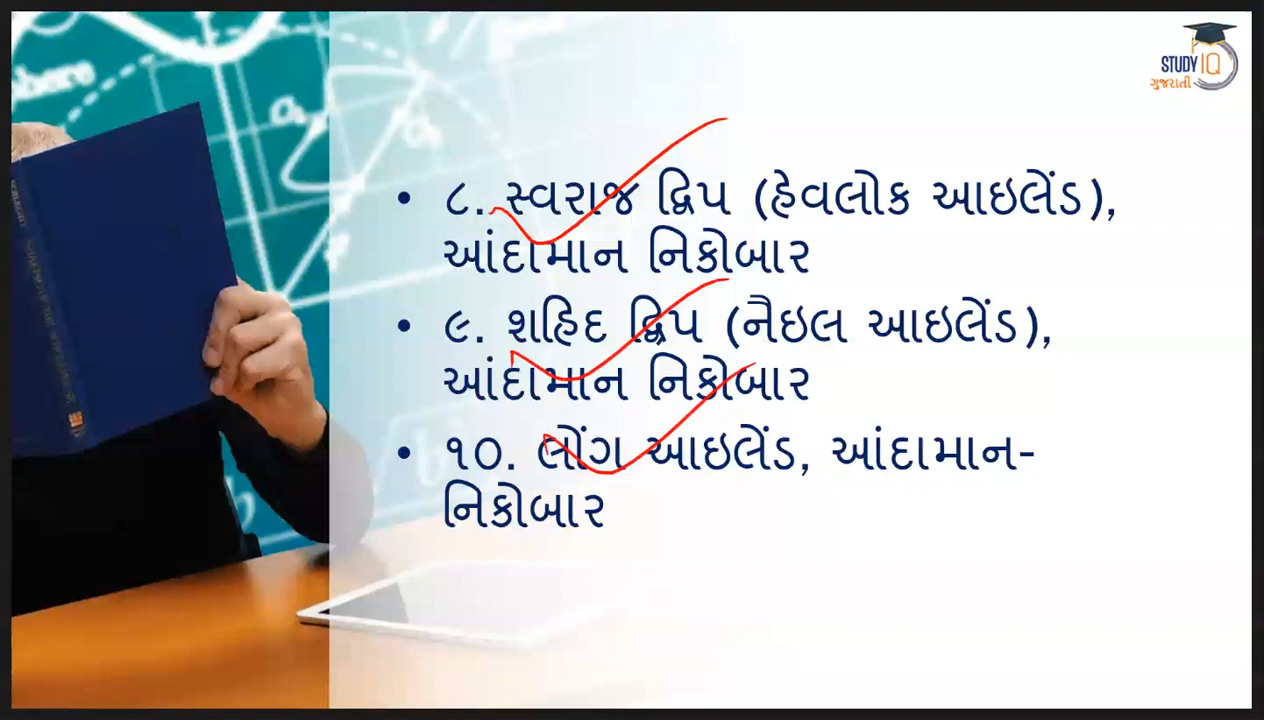 STUDY IQ
ગુજરાતી
• ૮. સ્વરાજ દ્વિપ (હેવલોક આઇલેંડ),
આંદામાન નિકોબાર
• ૯. શહિદ દ્વિપ (નૈઇલ આઇલેંડ),
આંદામાન નિકોબાર
• ૧૦. લોંગ આઇલેંડ, આંદામાન-
નિકોબાર